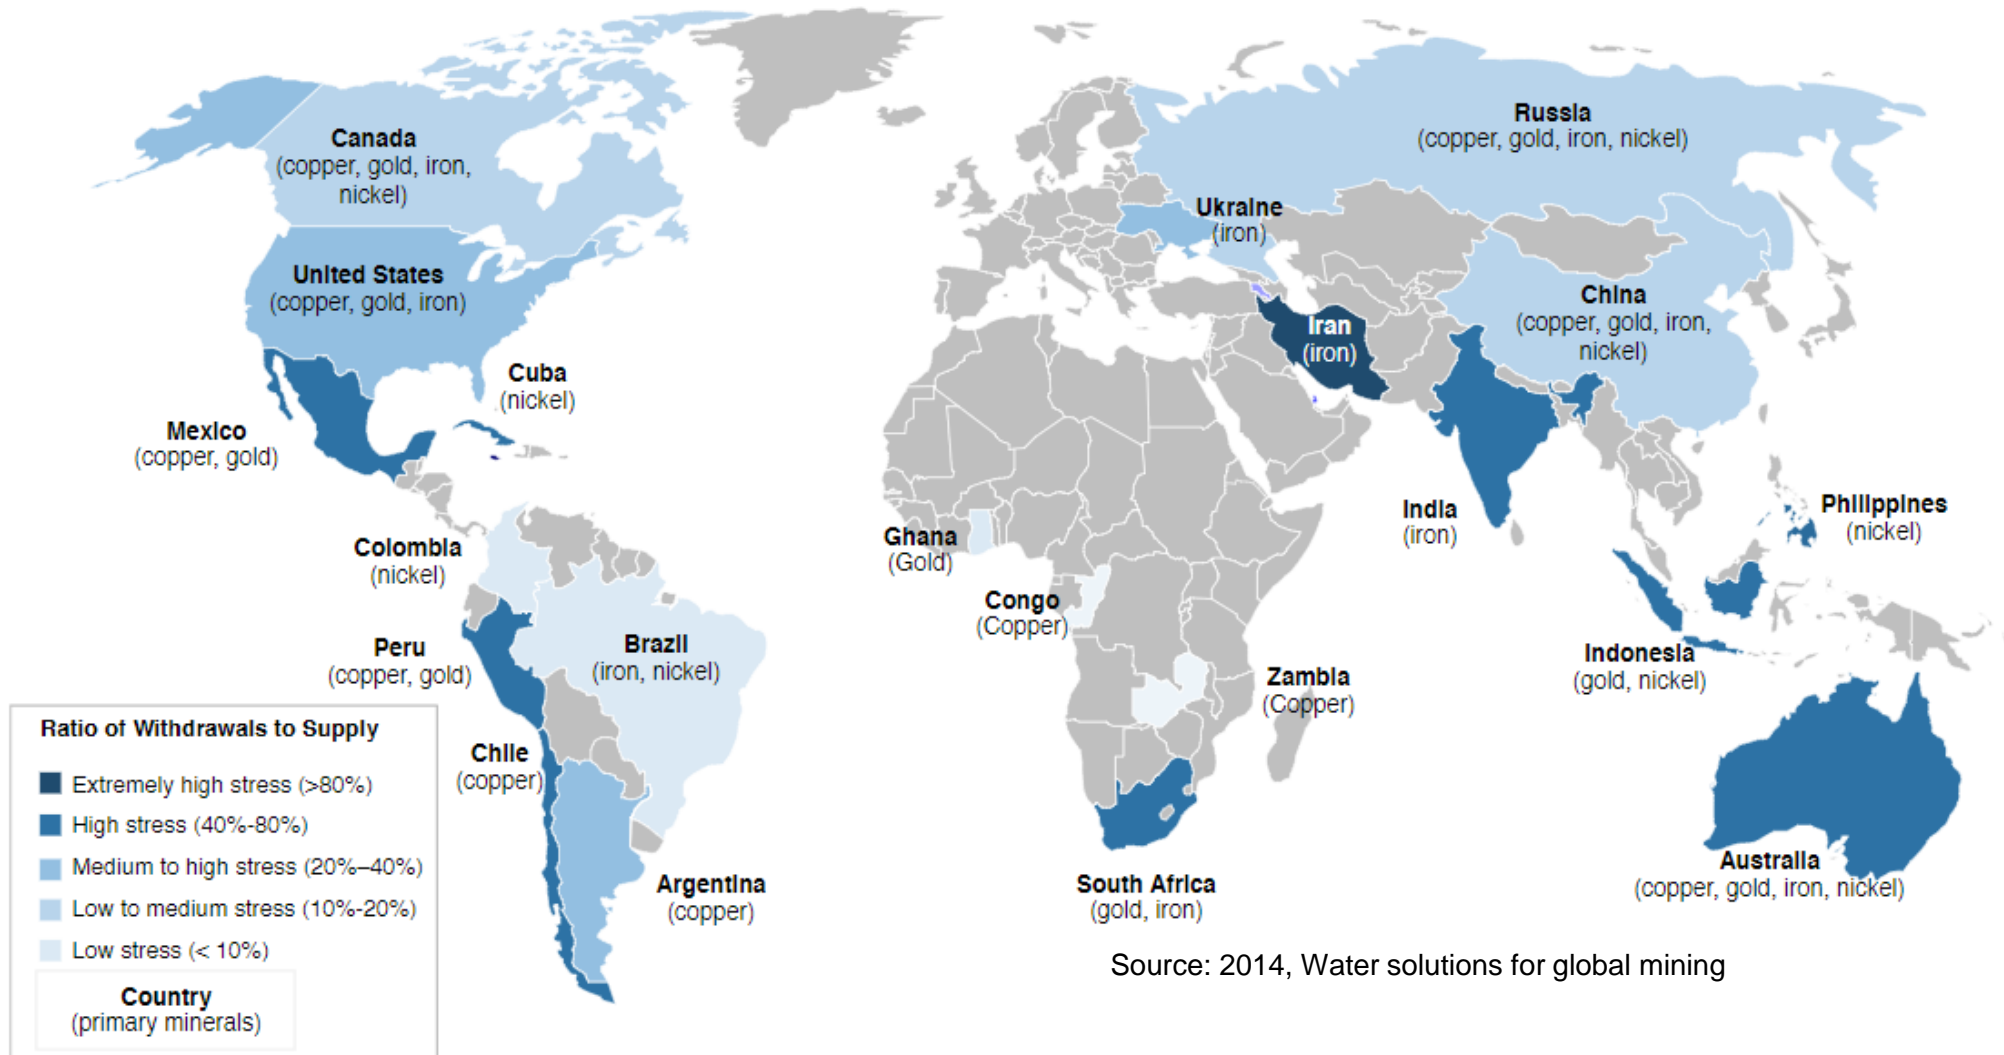 Canada
(copper, gold, iron,
nickel)
Russia
(copper, gold, iron, nickel)
Ukraine
(iron)
United States
(copper, gold, iron)
China
(copper, gold, iron,
nickel)
Iran
(iron)
Cuba
(nickel)
Mexico
(copper, gold)
India
(iron)
Philippines
(nickel)
Ghana
(Gold)
Colombia
(nickel)
Congo
(Copper)
Peru
(copper, gold)
Brazil
(iron, nickel)
Indonesia
(gold, nickel)
Zambia
(Copper)
Chile
(copper)
Argentina
(copper)
South Africa
(gold, iron)
Australia
(copper, gold, iron, nickel)
Ratio of Withdrawals to Supply
Extremely high stress (>80%)
High stress (40%-80%)
Medium to high stress (20%–40%)
Low to medium stress (10%-20%)
Low stress (< 10%)
Country
(primary minerals)
Source: 2014, Water solutions for global mining